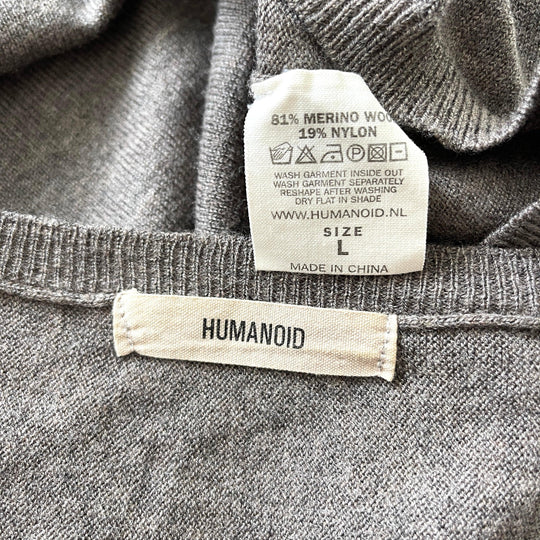 81% MERINO WOO
19% NYLON
WASH GARMENT INSIDE OUT
WASH GARMENT SEPARATELY
RESHAPE AFTER WASHING
DRY FLAT IN SHADE
WWW.HUMANOID.NL
SIZE
L
MADE IN CHINA
HUMANOID